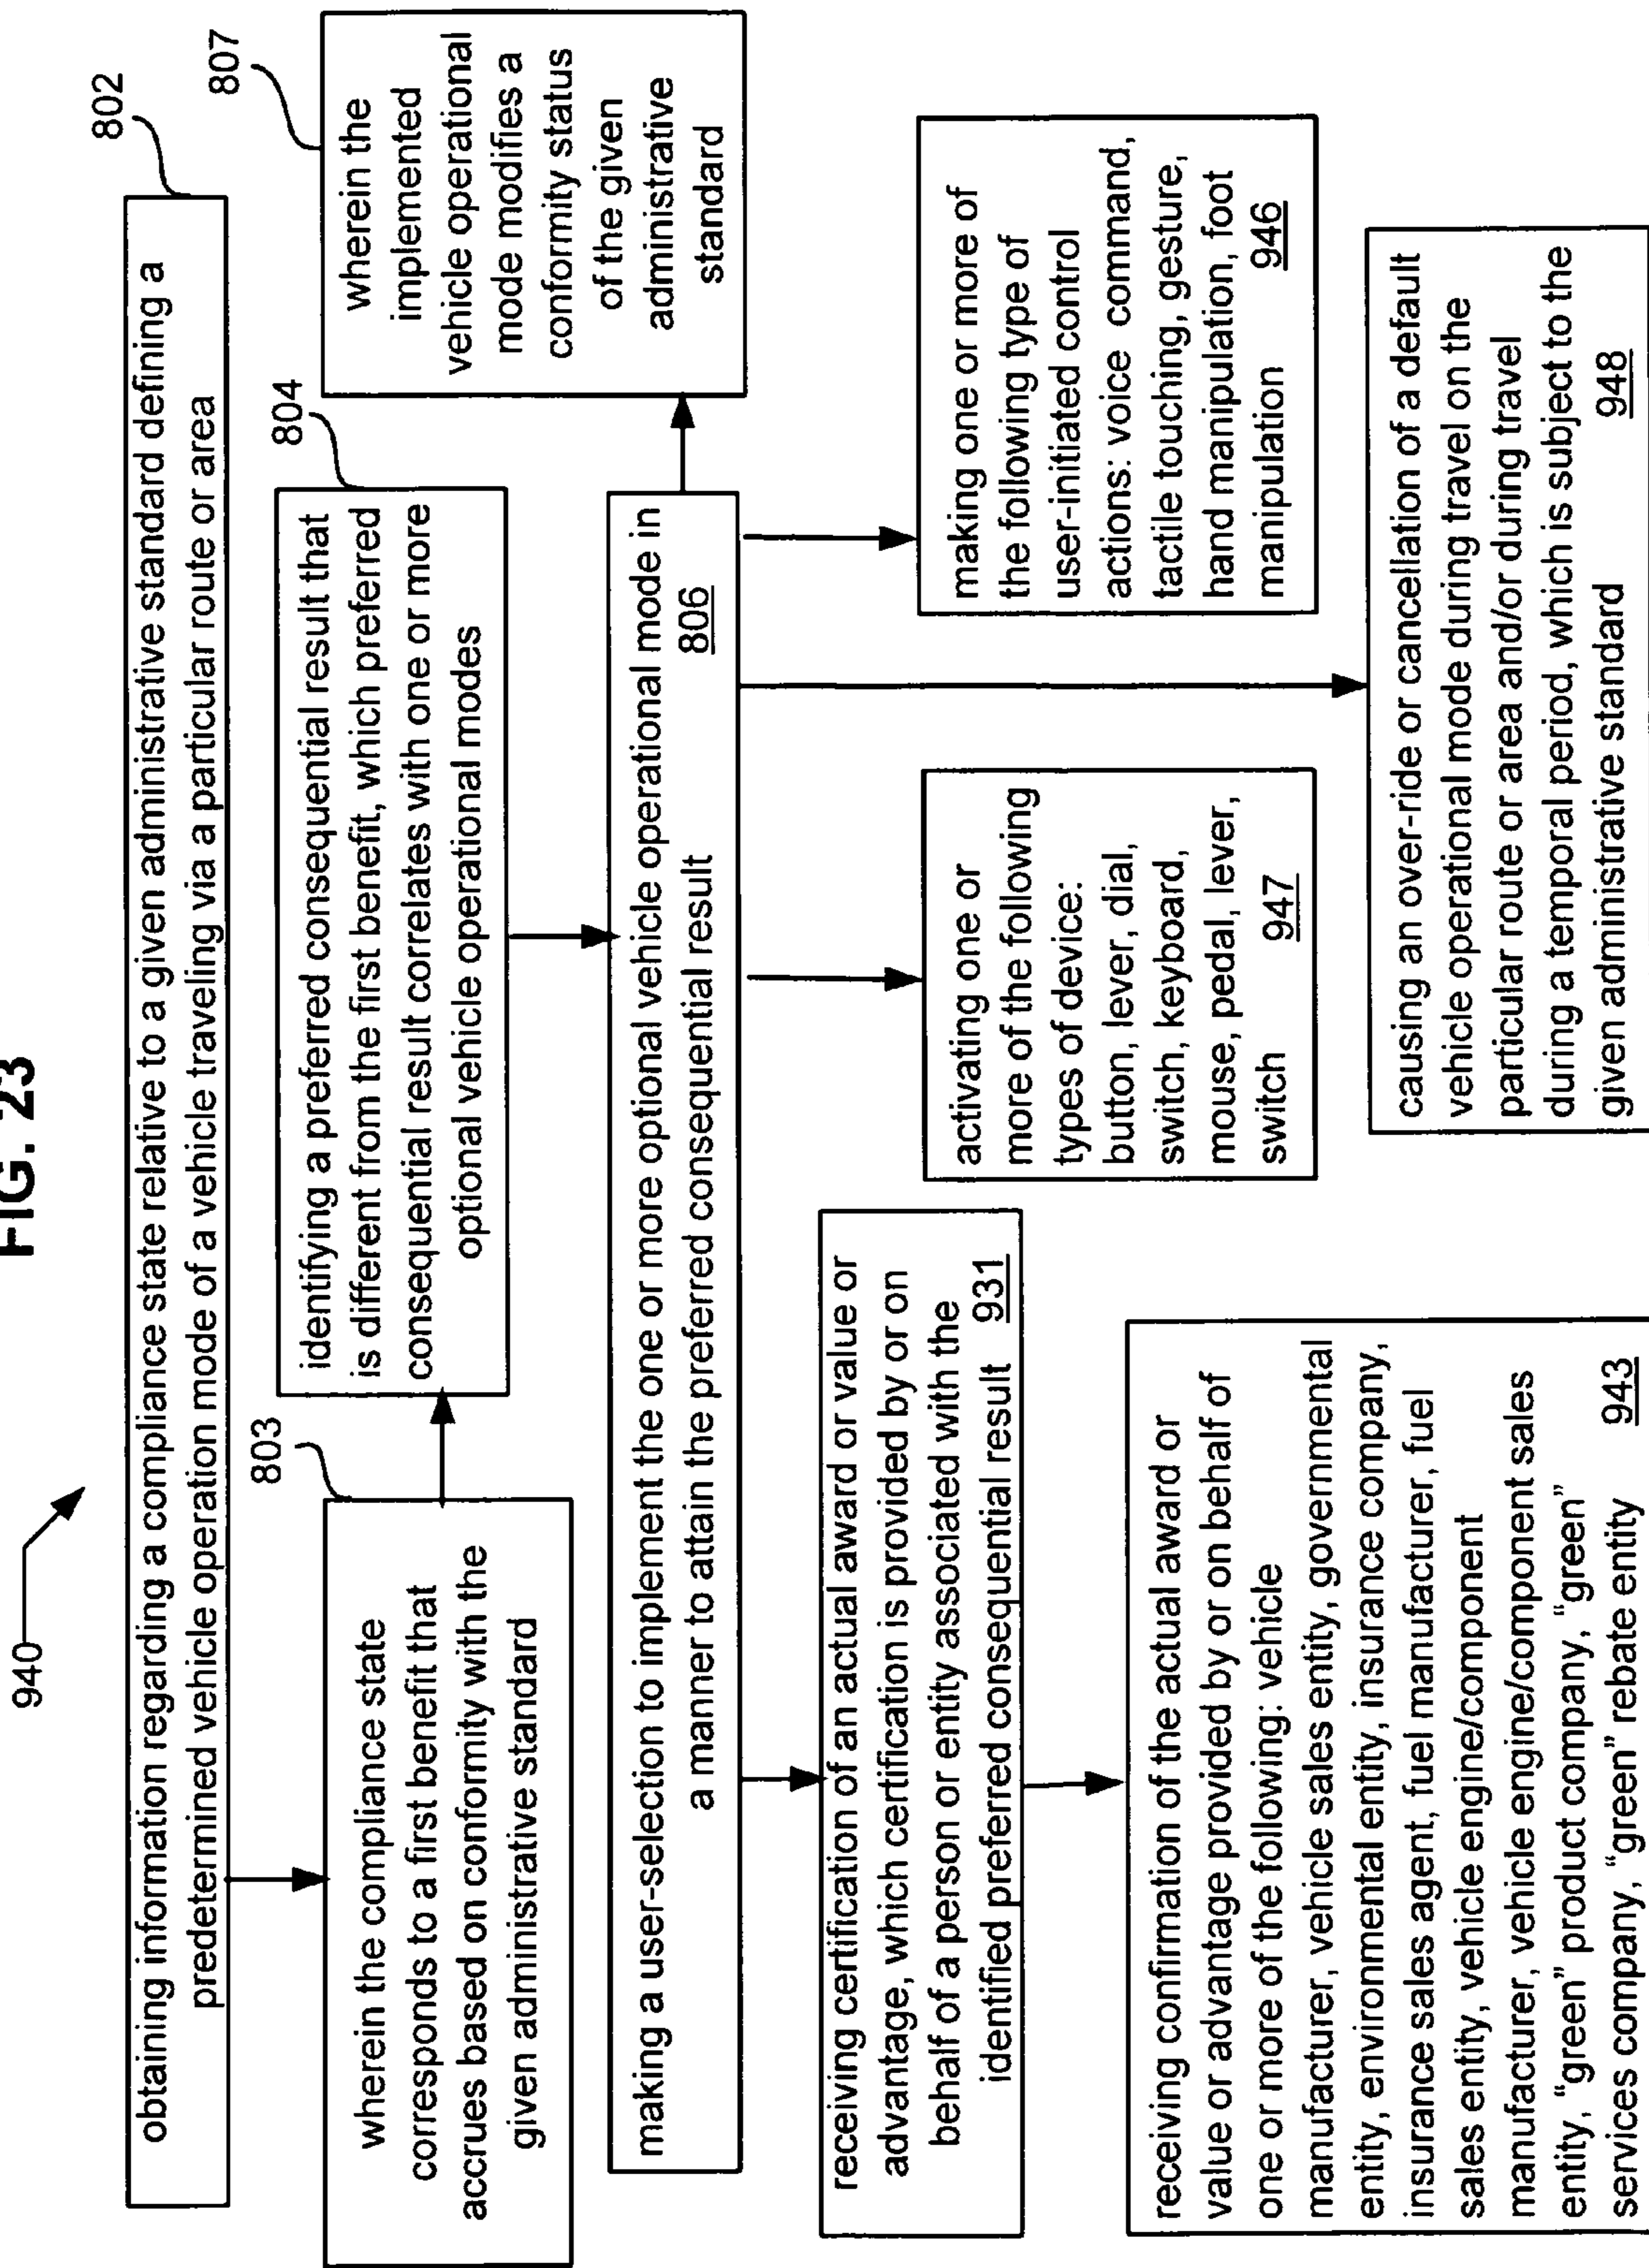 FIG. 23
940
802
obtaining information regarding a compliance state relative to a given administrative standard defining a
predetermined vehicle operation mode of a vehicle traveling via a particular route or area
803
wherein the compliance state
corresponds to a first benefit that
accrues based on conformity with the
given administrative standard
804
identifying a preferred consequential result that
is different from the first benefit, which preferred
consequential result correlates with one or more
optional vehicle operational modes
807
wherein the
implemented
vehicle operational
mode modifies a
conformity status
of the given
administrative
standard
making a user-selection to implement the one or more optional vehicle operational mode in
a manner to attain the preferred consequential result 806
receiving certification of an actual award or value or
advantage, which certification is provided by or on
behalf of a person or entity associated with the
identified preferred consequential result 931
receiving confirmation of the actual award or
value or advantage provided by or on behalf of
one or more of the following: vehicle
manufacturer, vehicle sales entity, governmental
entity, environmental entity, insurance company,
insurance sales agent, fuel manufacturer, fuel
sales entity, vehicle engine/component
manufacturer, vehicle engine/component sales
entity, “green” product company, “green”
services company, “green” rebate entity 943
activating one or
more of the following
types of device:
button, lever, dial,
switch, keyboard,
mouse, pedal, lever,
switch 947
making one or more of
the following type of
user-initiated control
actions: voice command,
tactile touching, gesture,
hand manipulation, foot
manipulation 946
causing an over-ride or cancellation of a default
vehicle operational mode during travel on the
particular route or area and/or during travel
during a temporal period, which is subject to the
given administrative standard 948